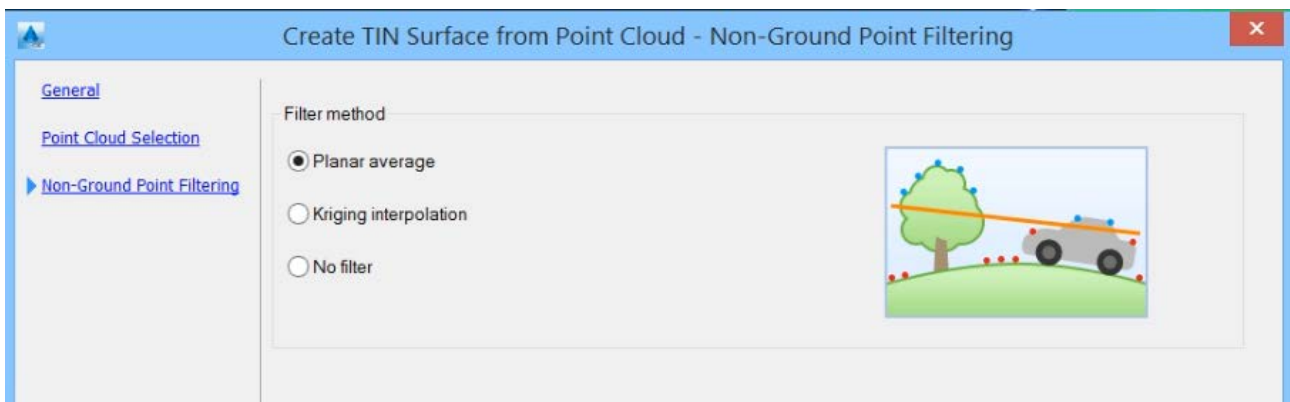 Create TIN Surface from Point Cloud - Non-Ground Point Filtering
General
Point Cloud Selection
Non-Ground Point Filtering
Filter method
Planar average
Kriging interpolation
No filter